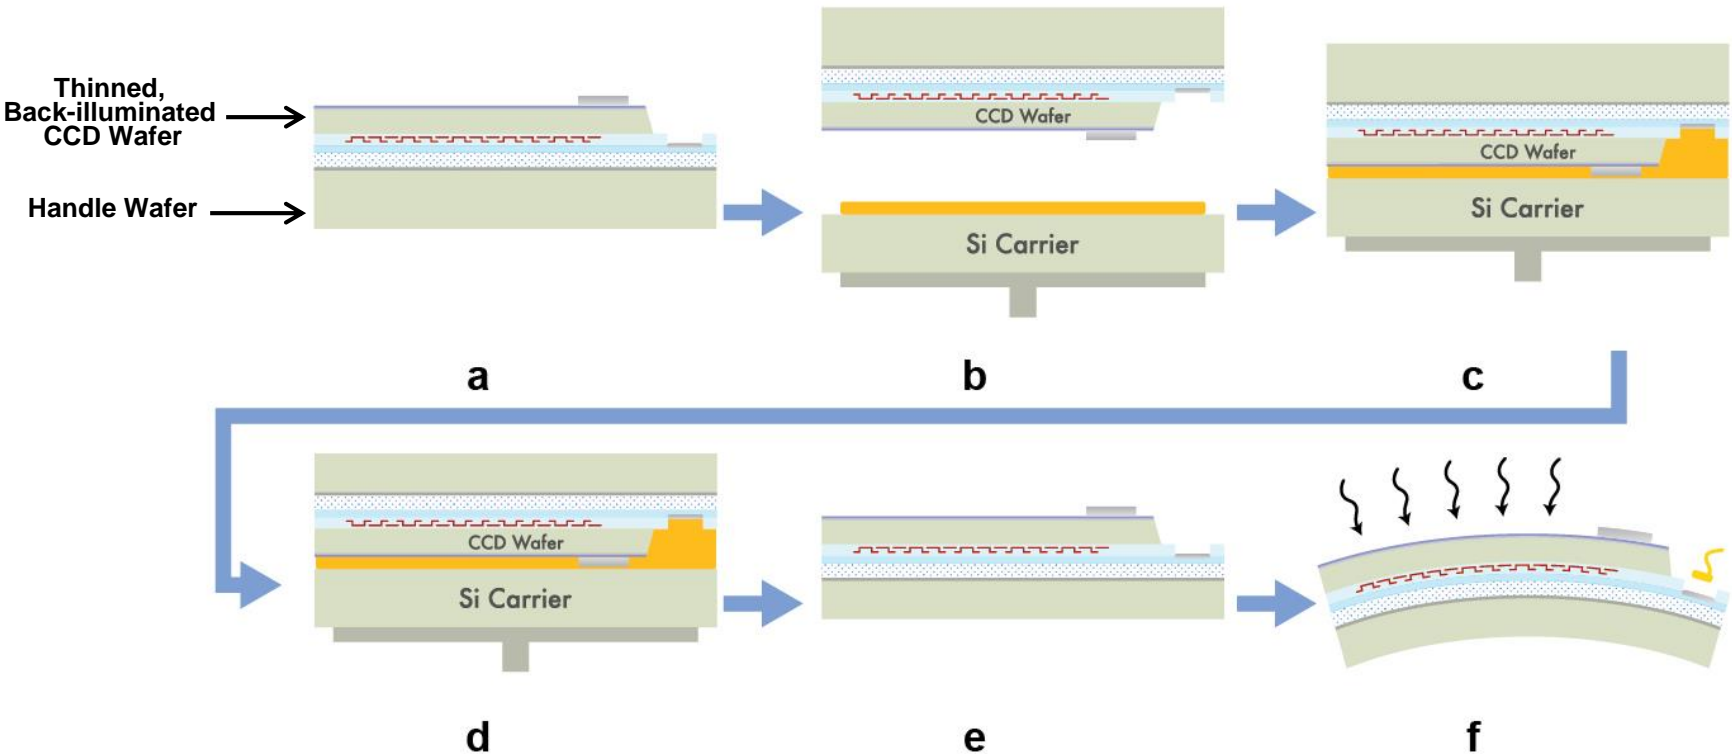 Thinned,
Back-illuminated
CCD Wafer
Handle Wafer
CCD Wafer
Si Carrier
CCD Wafer
Si Carrier
a
b
c
CCD Wafer
Si Carrier
d
e
f